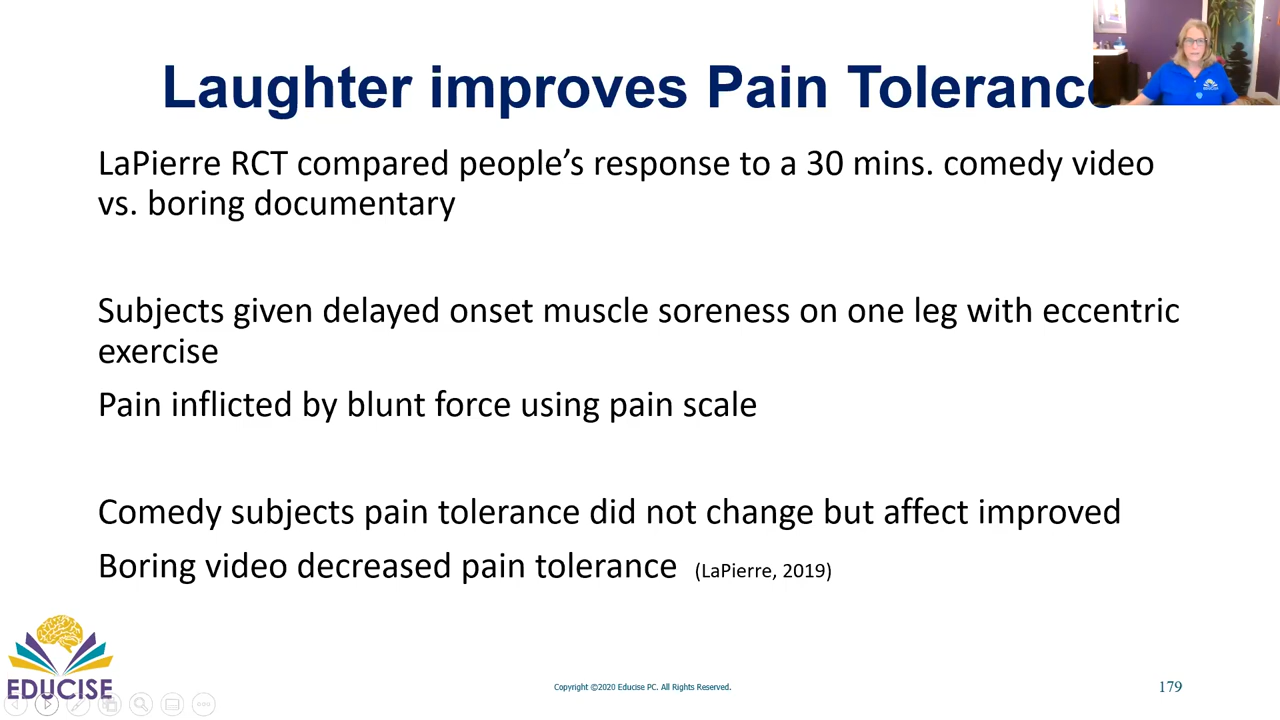 Laughter improves Pain Tolerance
LaPierre RCT compared people’s response to a 30 mins. comedy video
vs. boring documentary
Subjects given delayed onset muscle soreness on one leg with eccentric
exercise
Pain inflicted by blunt force using pain scale
Comedy subjects pain tolerance did not change but affect improved
Boring video decreased pain tolerance (LaPierre, 2019)
EDUCISE
Copyright ©2020 Educise PC. All Rights Reserved.
179